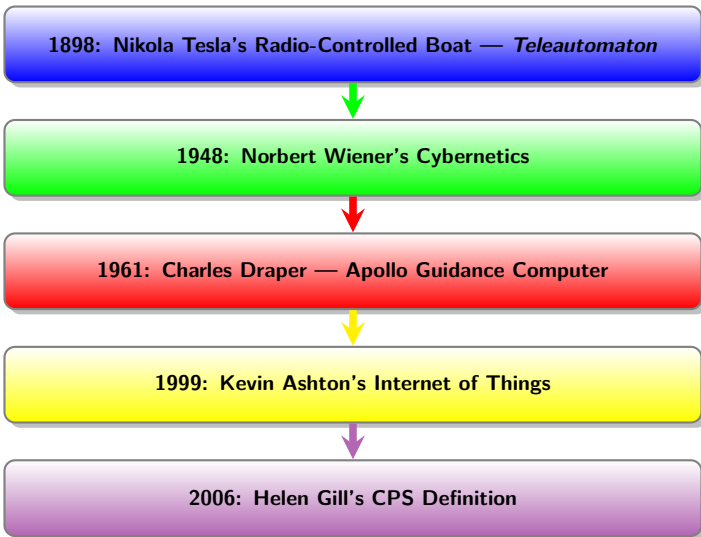 1898: Nikola Tesla's Radio-Controlled Boat — Teleautomaton
1948: Norbert Wiener's Cybernetics
1961: Charles Draper — Apollo Guidance Computer
1999: Kevin Ashton's Internet of Things
2006: Helen Gill's CPS Definition